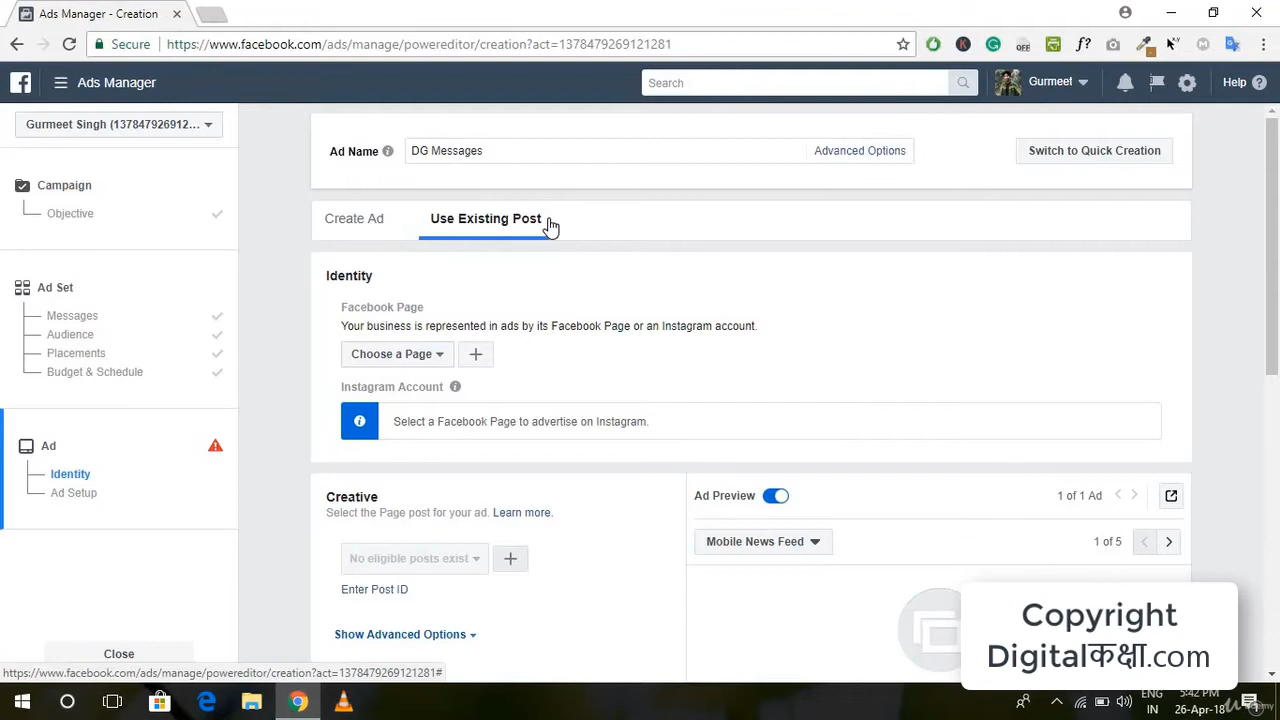 Ads Manager - Creation
Secure
https://www.facebook.com/ads/manage/powereditor/creation?act=1378479269121281
Ads Manager
Search
Gurmeet
Help
Gurmeet Singh (137847926912...
Campaign
Objective
Ad Set
Messages
Audience
Placements
Budget & Schedule
Ad
Identity
Ad Setup
Close
Ad Name
DG Messages
Advanced Options
Switch to Quick Creation
Create Ad
Use Existing Post
Identity
Facebook Page
Your business is represented in ads by its Facebook Page or an Instagram account.
Choose a Page
Instagram Account
Select a Facebook Page to advertise on Instagram.
Creative
Select the Page post for your ad. Learn more.
No eligible posts exist
Enter Post ID
Show Advanced Options
Ad Preview
1 of 1 Ad
Mobile News Feed
1 of 5
Copyright
Digitalकक्षा.com
https://www.facebook.com/ads/manage/powereditor/creation?act=1378479269121281#
ENG
IN
5:42 PM
26-Apr-18